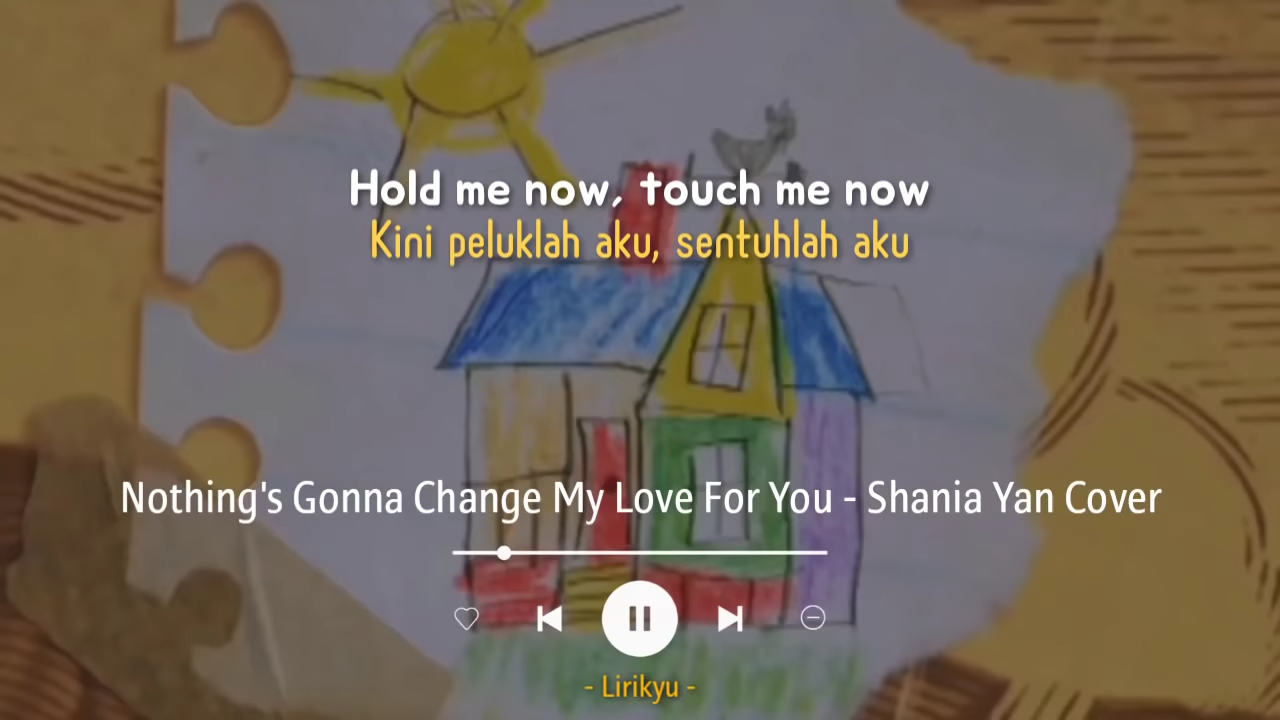 Hold me now, touch me now
Kini peluklah aku, sentuhlah aku
Nothing's Gonna Change My Love For You - Shania Yan Cover
- Lirikyu -